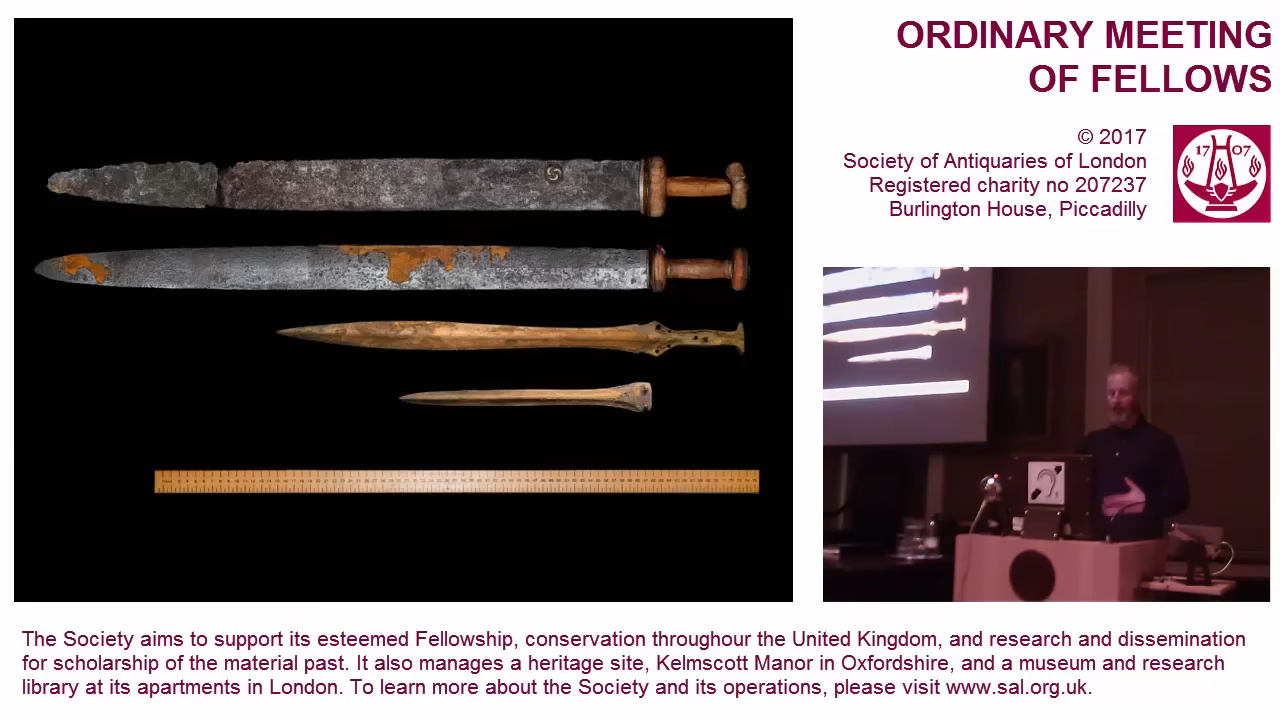 ORDINARY MEETING
OF FELLOWS
© 2017
Society of Antiquaries of London
Registered charity no 207237
Burlington House, Piccadilly
17 07
The Society aims to support its esteemed Fellowship, conservation throughour the United Kingdom, and research and dissemination
for scholarship of the material past. It also manages a heritage site, Kelmscott Manor in Oxfordshire, and a museum and research
library at its apartments in London. To learn more about the Society and its operations, please visit www.sal.org.uk.